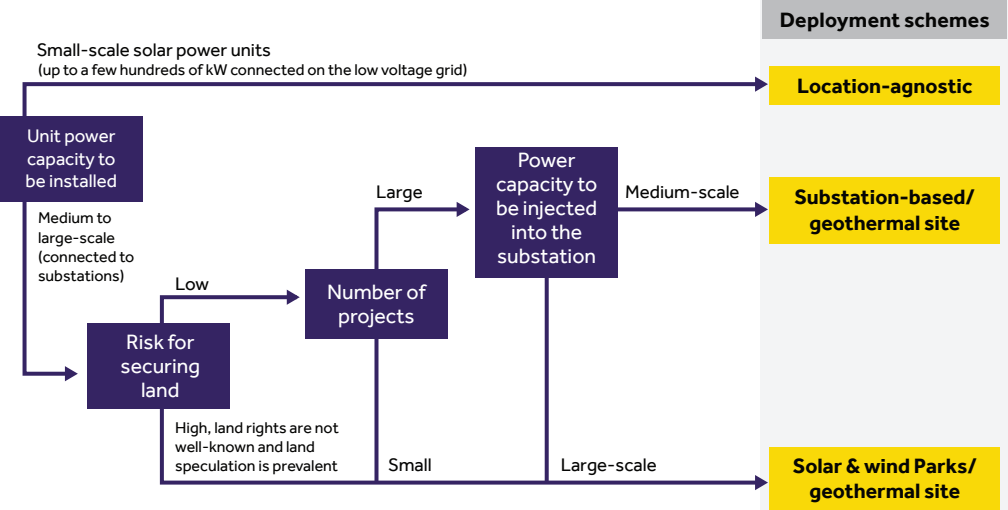 Deployment schemes
Small-scale solar power units
(up to a few hundreds of kW connected on the low voltage grid)
Location-agnostic
Unit power
capacity to
be installed
Medium to
large-scale
(connected to
substations)
Low
Risk for
securing
land
High, land rights are not
well-known and land
speculation is prevalent
Number of
projects
Large
Small
Power
capacity to
be injected
into the
substation
Medium-scale
Large-scale
Substation-based/
geothermal site
Solar & wind Parks/
geothermal site